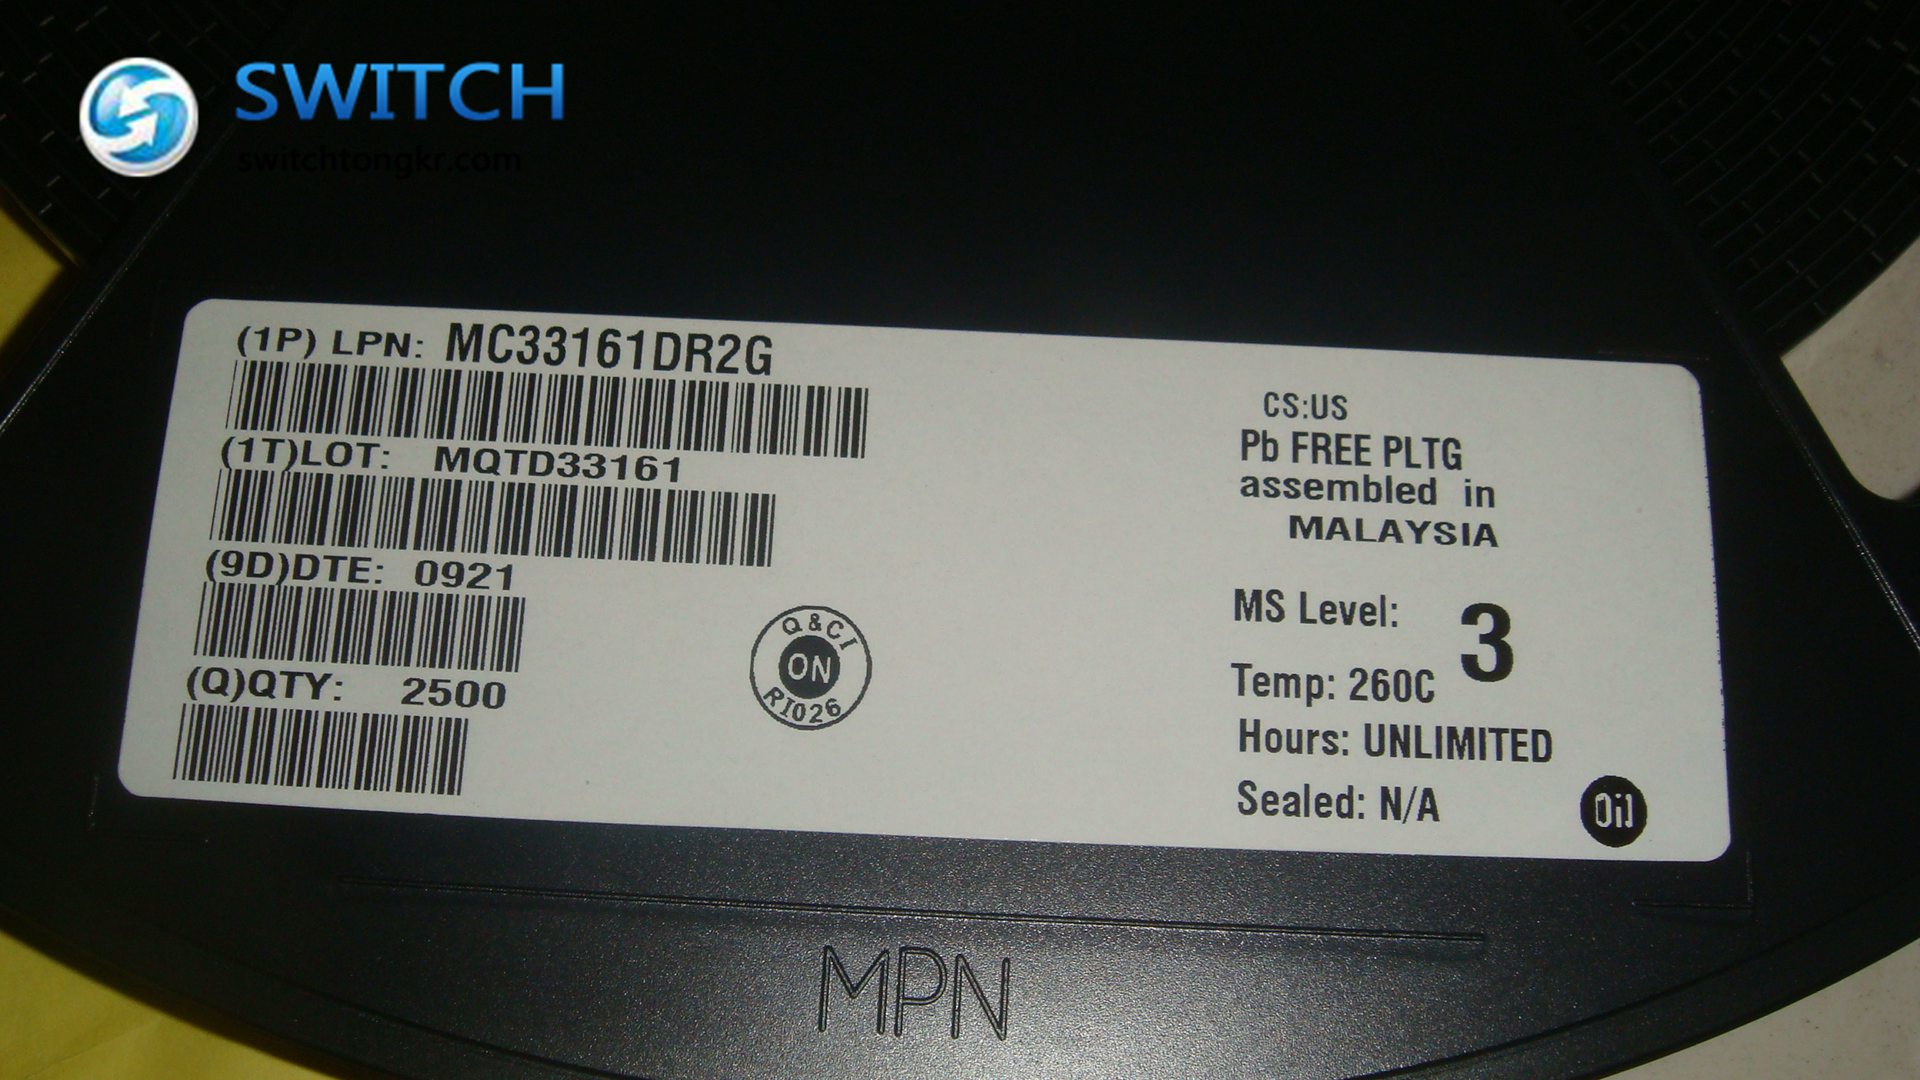 SWITCH
switchtongkr.com
(1P) LPN: MC33161DR2G
(1T)LOT: MQTD33161
(9D)DTE: 0921
(Q)QTY: 2500
Q&CI
ON
RI026
CS:US
Pb FREE PLTG
assembled in
MALAYSIA
MS Level: 3
Temp: 260C
Hours: UNLIMITED
Sealed: N/A
Oil
MPN